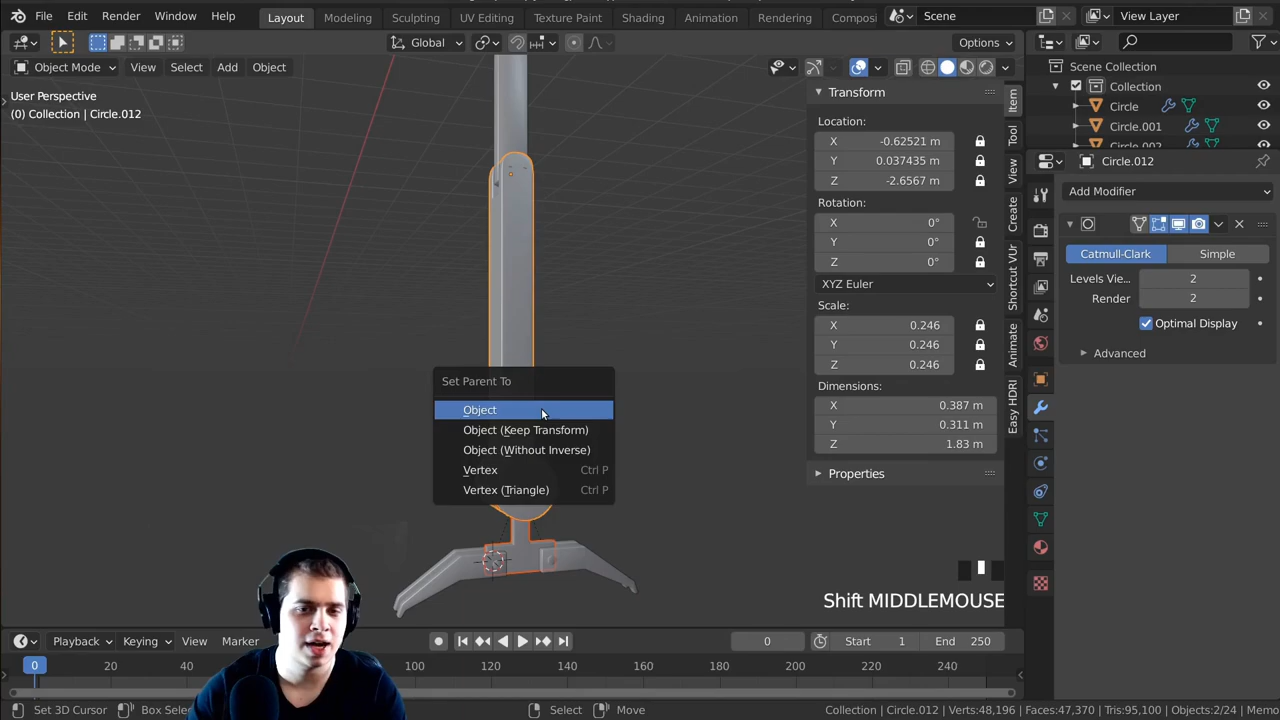 File Edit Render Window Help Layout Modeling Sculpting UV Editing Texture Paint Shading Animation Rendering Scene View Layer
Global Options
Object Mode View Select Add Object
User Perspective
(0) Collection | Circle.012
Transform
Location:
X -0.62521 m
Y 0.037435 m
Z -2.6567 m
Rotation:
X 0°
Y 0°
Z 0°
XYZ Euler
Scale:
X 0.246
Y 0.246
Z 0.246
Dimensions:
X 0.387 m
Y 0.311 m
Z 1.83 m
Properties
Item
Tool
View
Create
Shortcut VUr
Animate
Easy HDRI
Scene Collection
Collection
Circle
Circle.001
Circle.012
Add Modifier
Catmull-Clark Simple
Levels Vie... 2
Render 2
Optimal Display
Advanced
Set Parent To
Object
Object (Keep Transform)
Object (Without Inverse)
Vertex Ctrl P
Vertex (Triangle) Ctrl P
Shift MIDDLEMOUSE
Playback Keying View Marker 0 Start 1 End 250
0 20 40 100 120 140 160 180 200 220 240
Set 3D Cursor Box Select Move Collection | Circle.012 | Verts:48,196 | Faces:47,370 | Tris:95,100 | Objects:2/24 |